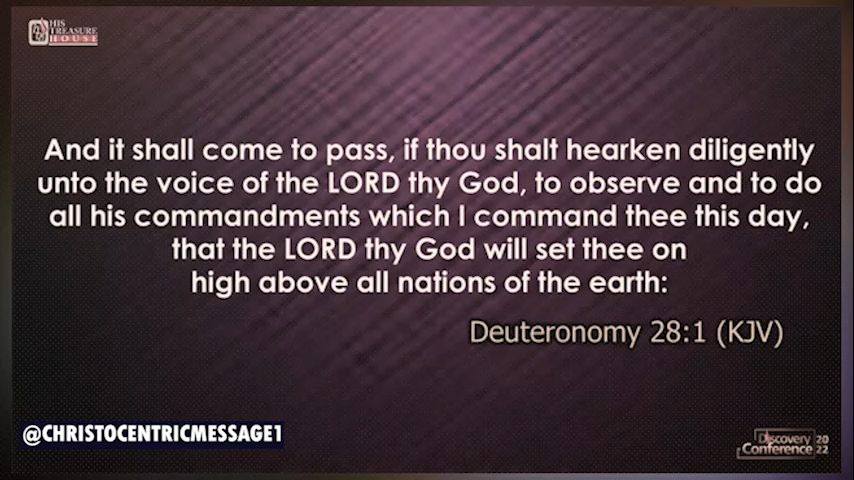 HIS
TREASURE
HOUSE
And it shall come to pass, if thou shalt hearken diligently
unto the voice of the LORD thy God, to observe and to do
all his commandments which I command thee this day,
that the LORD thy God will set thee on
high above all nations of the earth:
Deuteronomy 28:1 (KJV)
@CHRISTOCENTRICMESSAGE1
Discovery 20
Conference 22